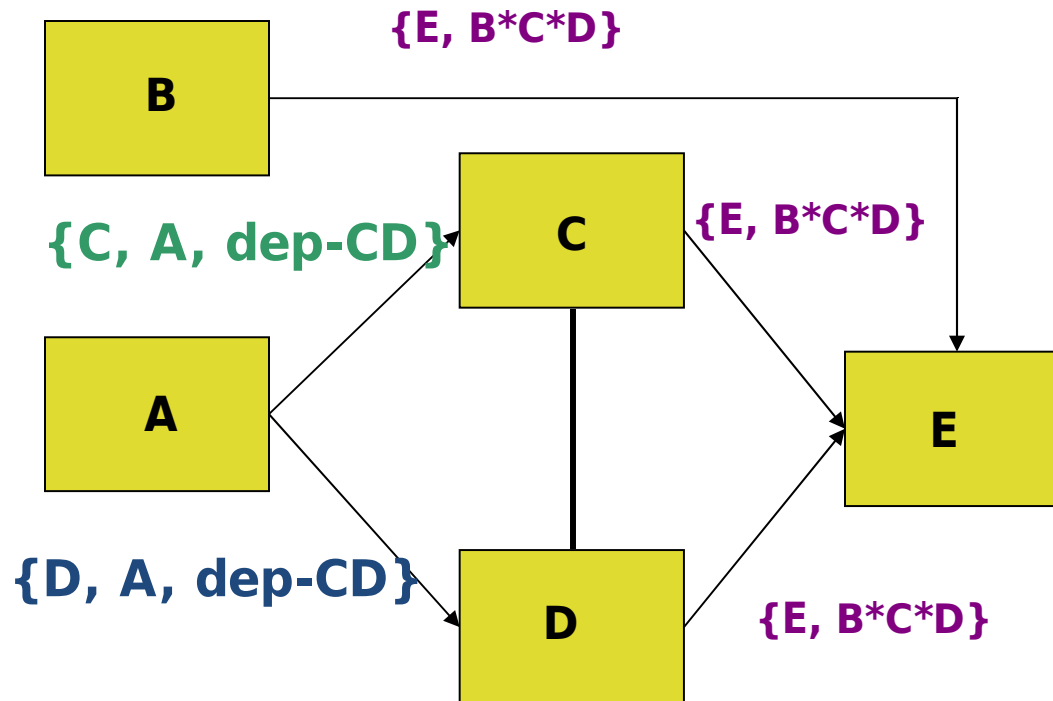 {E, B*C*D}
B
{C, A, dep-CD}
C
{E, B*C*D}
A
E
{D, A, dep-CD}
D
{E, B*C*D}